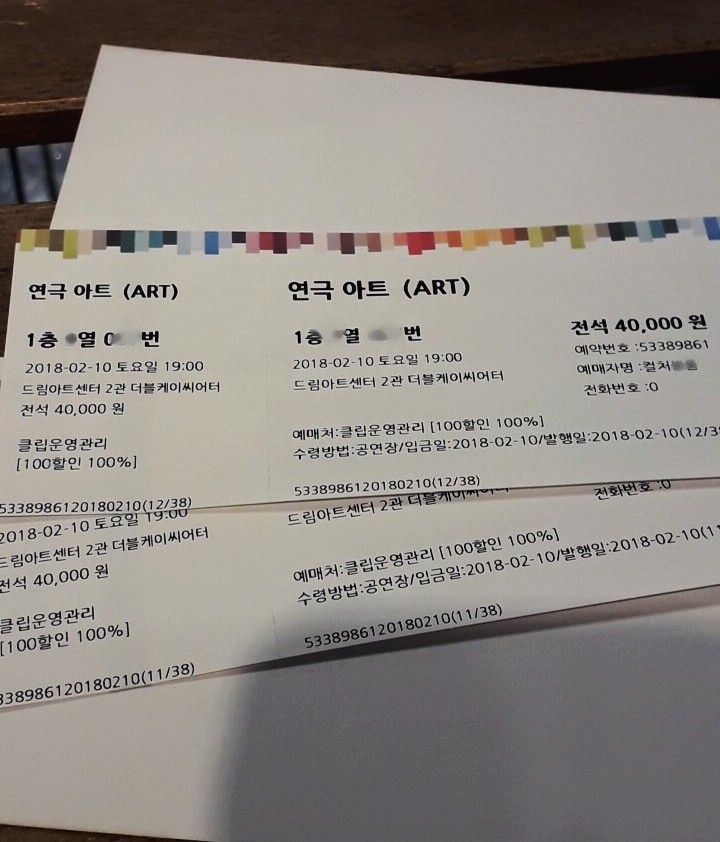 연극 아트 (ART)
1층 열 0 번
2018-02-10 토요일 19:00
드림아트센터 2관 더블케이씨어터
전석 40,000 원
클립운영관리
[100할인 100%]
5338986120180210(12/38)
연극 아트 (ART)
1층 열 번
2018-02-10 토요일 19:00
드림아트센터 2관 더블케이씨어터
전석 40,000 원
예약번호 :53389861
예매자명 :컬처
전화번호 :0
예매처:클립운영관리 [100할인 100%]
수령방법:공연장/입금일:2018-02-10/발행일:2018-02-10(12/38
5338986120180210(12/38)
2018-02-10 토요일 19:00
드림아트센터 2관 더블케이씨어터
전석 40,000 원
클립운영관리
[100할인 100%]
338986120180210(11/38)
드림아트센터 2관 더블케이씨어터
전화번호 :0
예매처:클립운영관리 [100할인 100%]
수령방법:공연장/입금일:2018-02-10/발행일:2018-02-10(11
5338986120180210(11/38)